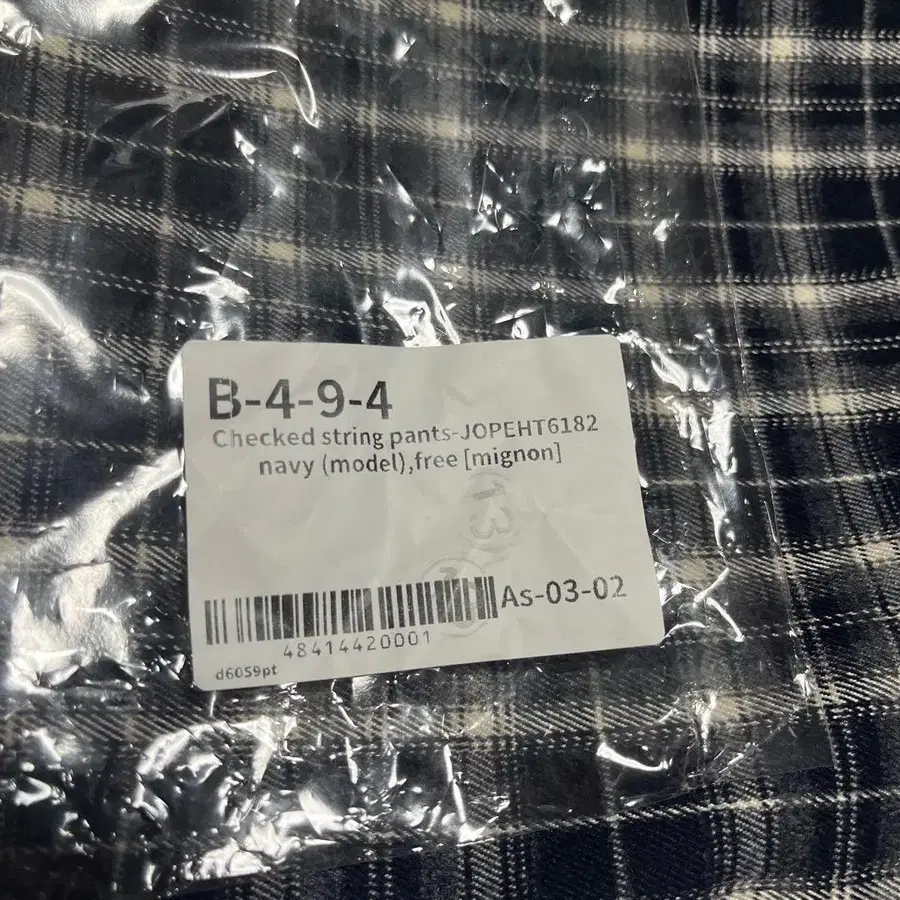 B-4-9-4
Checked string pants-JOPEHT6182
navy (model),free [mignon]
As-03-02
48414420001
d6059pt